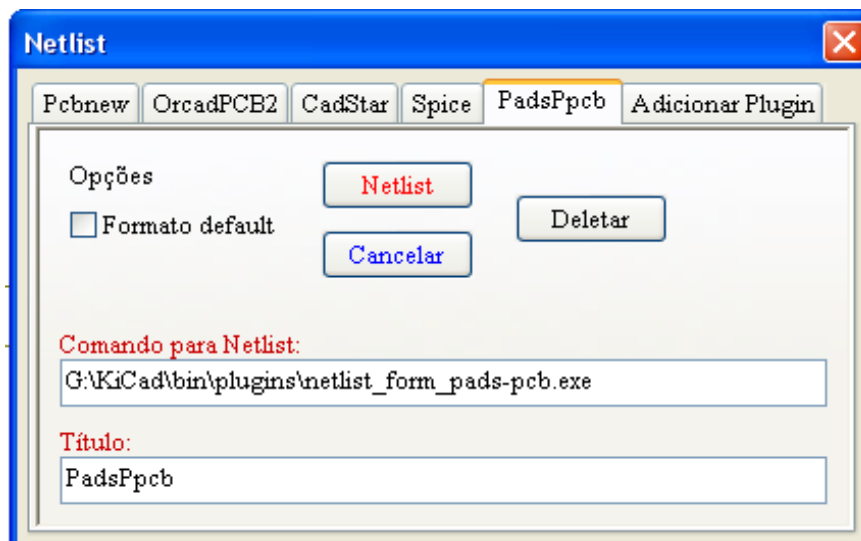 Netlist
Pcbnew OrcadPCB2 CadStar Spice PadsPpcb Adicionar Plugin
Opções Netlist
Formato default Deletar
Cancelar
Comando para Netlist:
G:\KiCad\bin\plugins\netlist_form_pads-pcb.exe
Título:
PadsPpcb